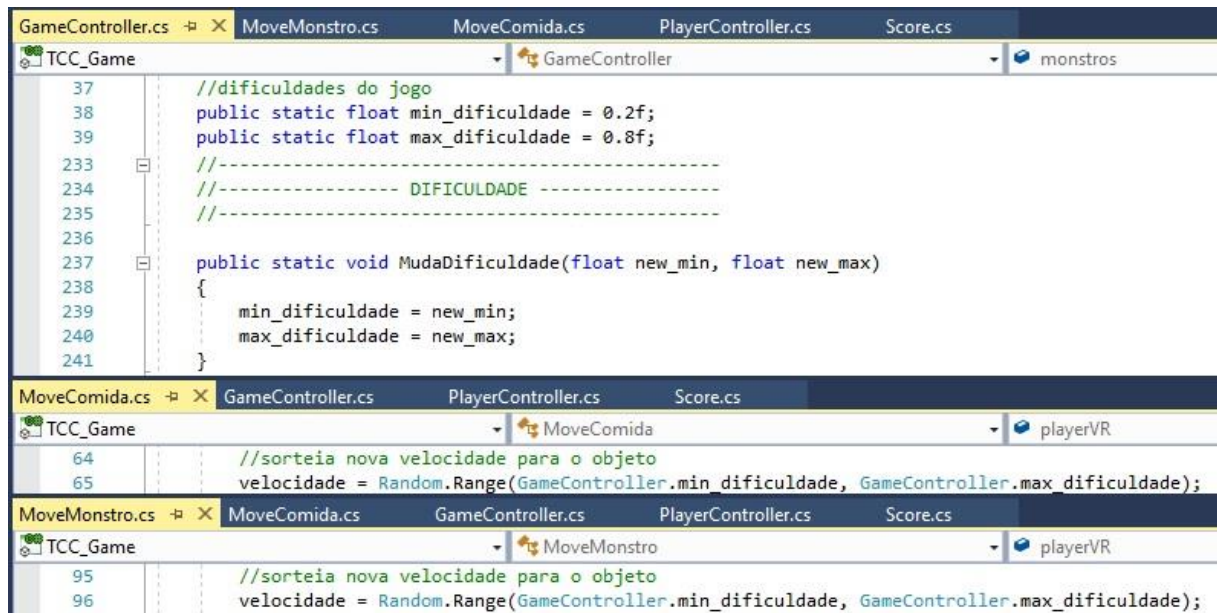 GameController.cs MoveMonstro.cs MoveComida.cs PlayerController.cs Score.cs
TCC_Game GameController monstros
37 //dificuldades do jogo
38 public static float min_dificuldade = 0.2f;
39 public static float max_dificuldade = 0.8f;
233 //-----------------------------------------------
234 //----------------- DIFICULDADE -----------------
235 //-----------------------------------------------
236
237 public static void MudaDificuldade(float new_min, float new_max)
238 {
239 min_dificuldade = new_min;
240 max_dificuldade = new_max;
241 }
MoveComida.cs GameController.cs PlayerController.cs Score.cs
TCC_Game MoveComida playerVR
64 //sorteia nova velocidade para o objeto
65 velocidade = Random.Range(GameController.min_dificuldade, GameController.max_dificuldade);
MoveMonstro.cs MoveComida.cs GameController.cs PlayerController.cs Score.cs
TCC_Game MoveMonstro playerVR
95 //sorteia nova velocidade para o objeto
96 velocidade = Random.Range(GameController.min_dificuldade, GameController.max_dificuldade);